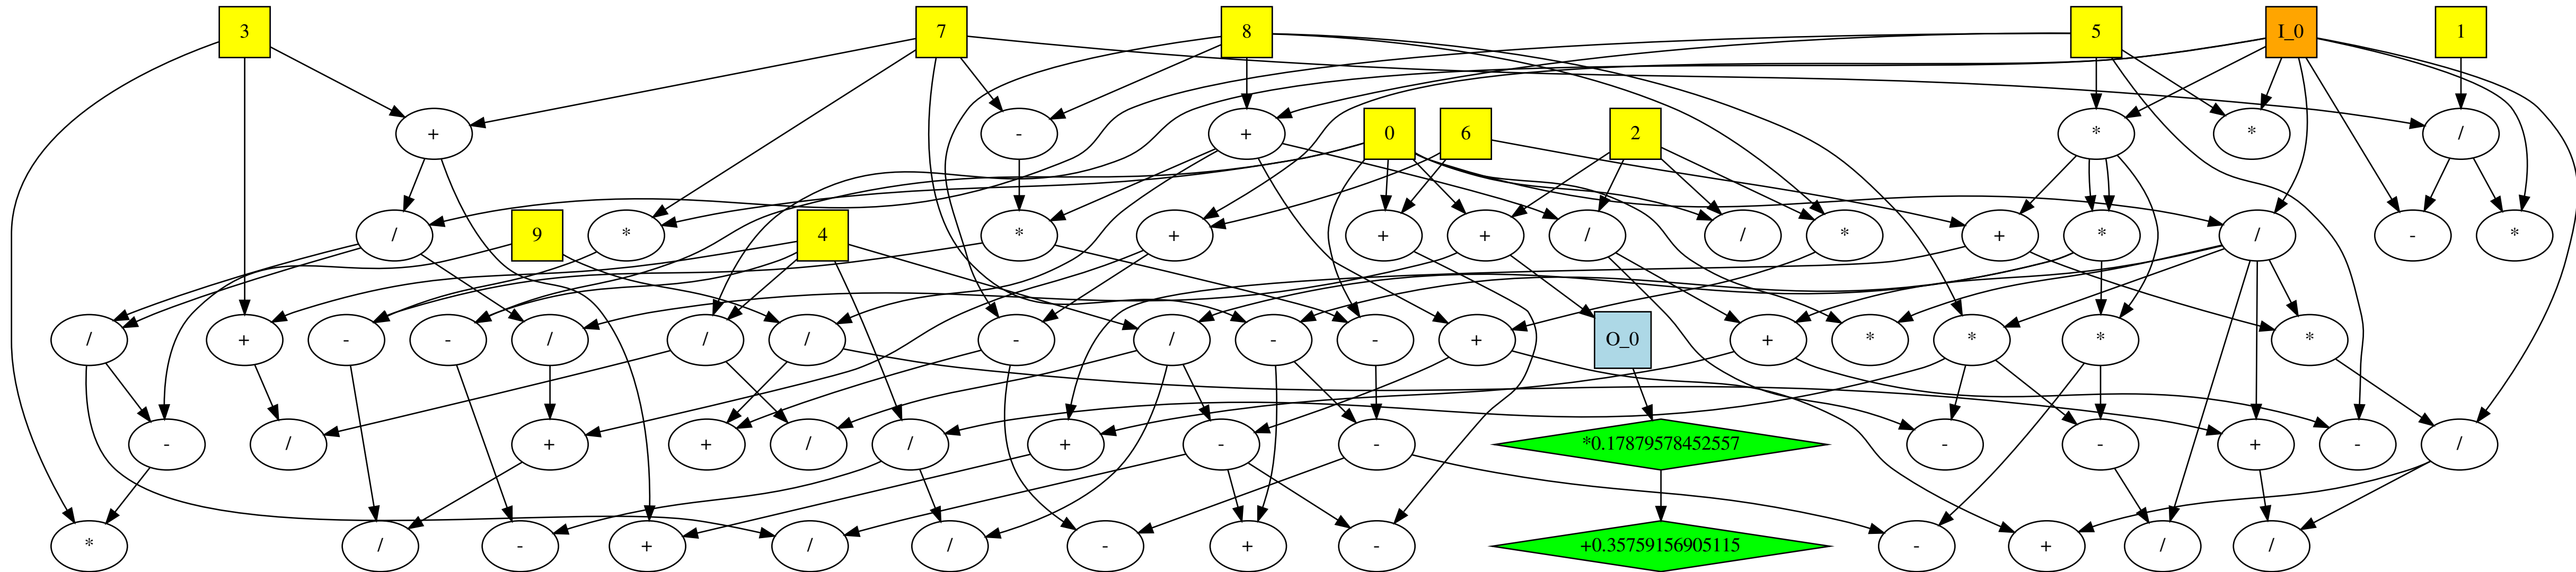 3 7 8 5 I_0 1
+ - + 0 6 2 * * /
/ 9 * 4 * + + + / / * + * / - *
/ + - - / / / - / - - + O_0 + * * * *
- / + + / / + - - *0.17879578452557 - - + - /
* / - + / / - + - +0.35759156905115 - + / /